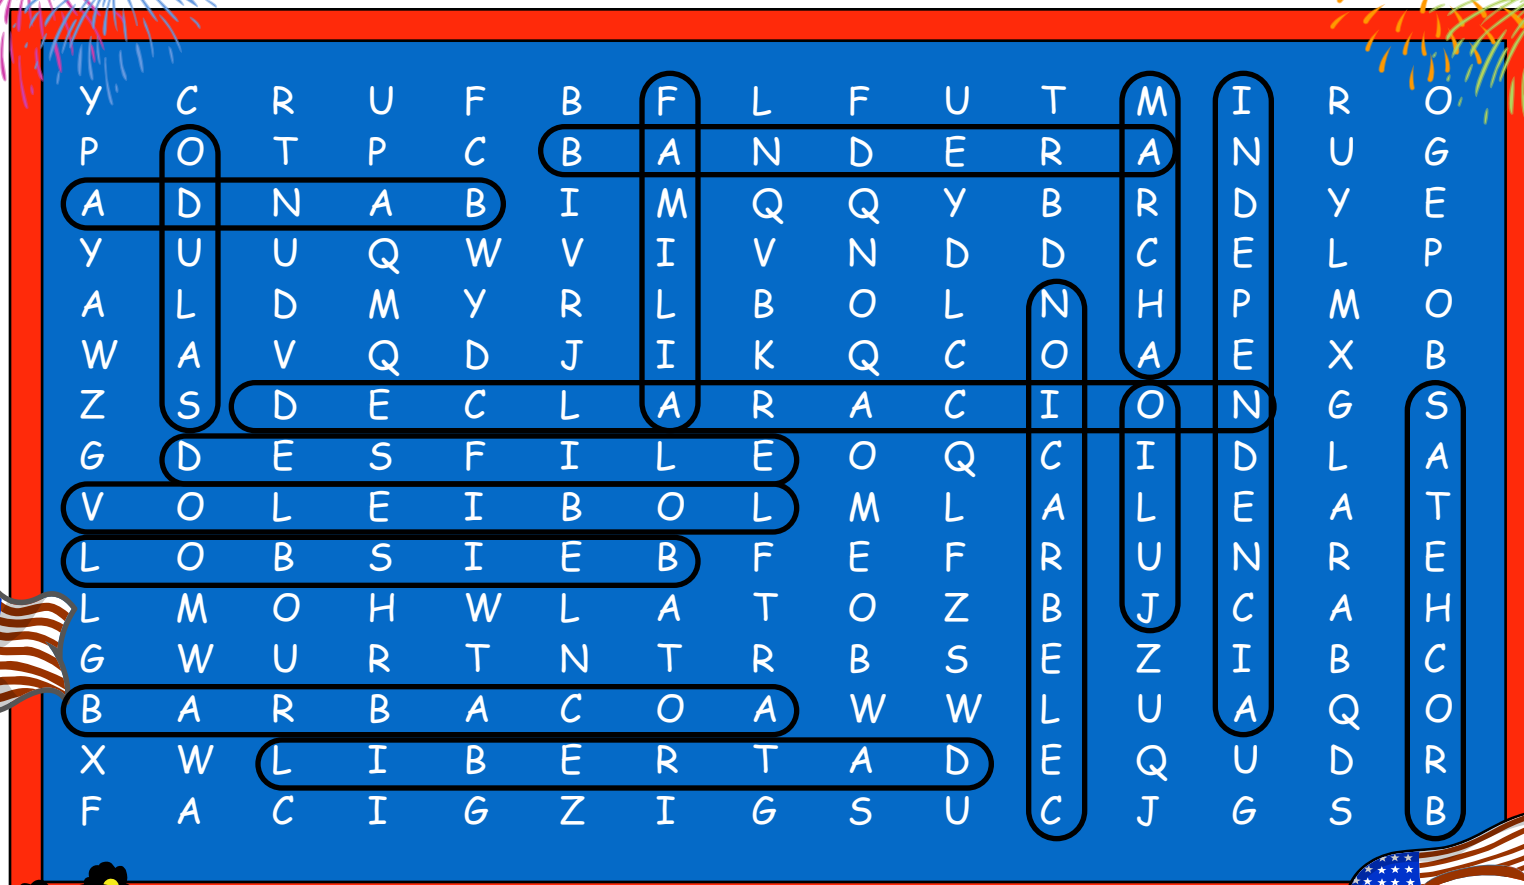 Y C R U F B F L F U T M I R O
P O T P C B A N D E R A N U G
A D N A B I M Q Q Y B R D Y E
Y U U Q W V I V N D D C E L P
A L D M Y R L B O L N H P M O
W A V Q D J I K Q C O A E X B
Z S D E C L A R A C I O N G S
G D E S F I L E O Q C I D L A
V O L E I B O L M L A L E A T
L O B S I E B F E F R U N R E
L M O H W L A T O Z B J C A H
G W U R T N T R B S E Z I B C
B A R B A C O A W W L U A Q O
X W L I B E R T A D E Q U D R
F A C I G Z I G S U C J G S B